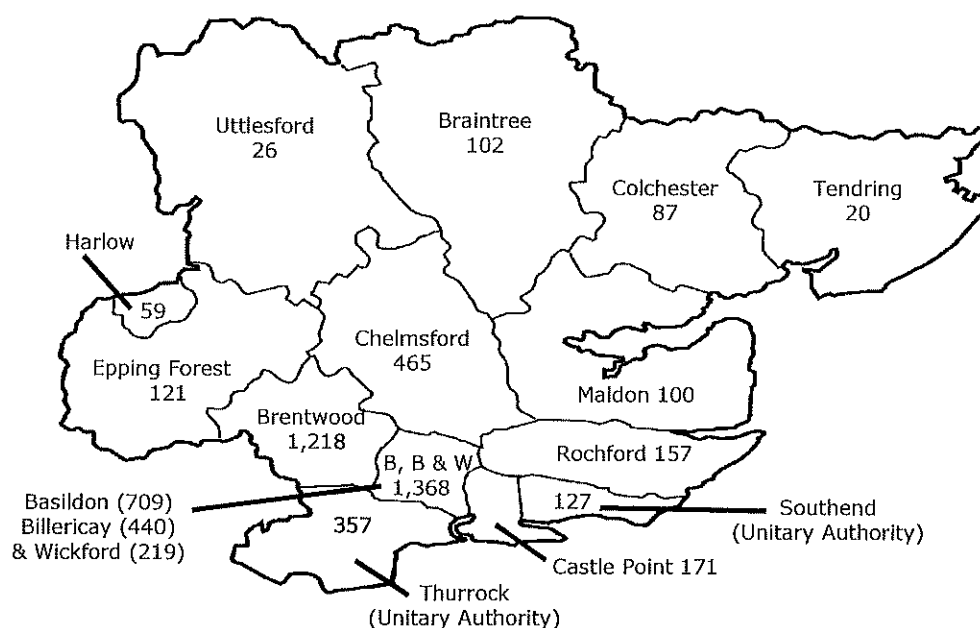 Uttlesford
26
Braintree
102
Colchester
87
Tendring
20
Harlow
59
Epping Forest
121
Chelmsford
465
Maldon 100
Brentwood
1,218
B, B & W
1,368
Rochford 157
Basildon (709)
Billericay (440)
& Wickford (219)
357
127
Southend
(Unitary Authority)
Castle Point 171
Thurrock
(Unitary Authority)